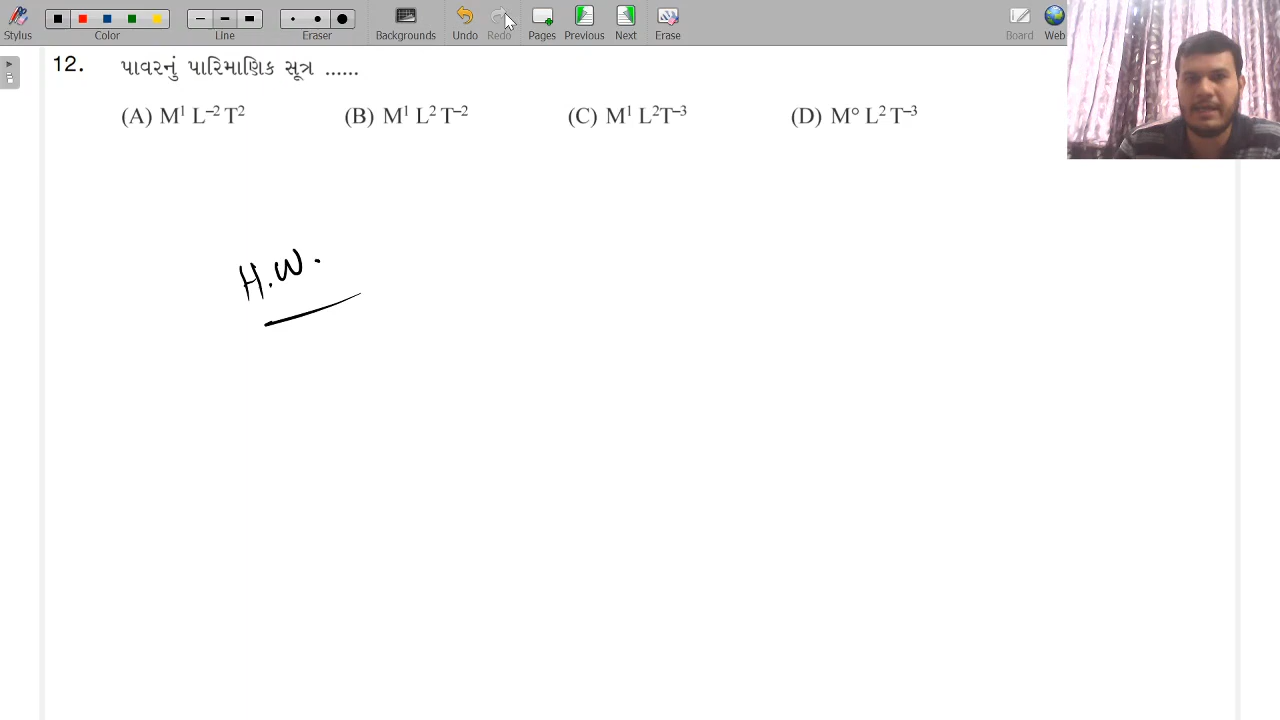 Stylus Color Line Eraser Backgrounds Undo Redo Pages Previous Next Erase Board Web
12. પાવરનું પારિમાણિક સૂત્ર ......
(A) M¹ L⁻² T² (B) M¹ L² T⁻² (C) M¹ L²T⁻³ (D) M° L² T⁻³
H.W.